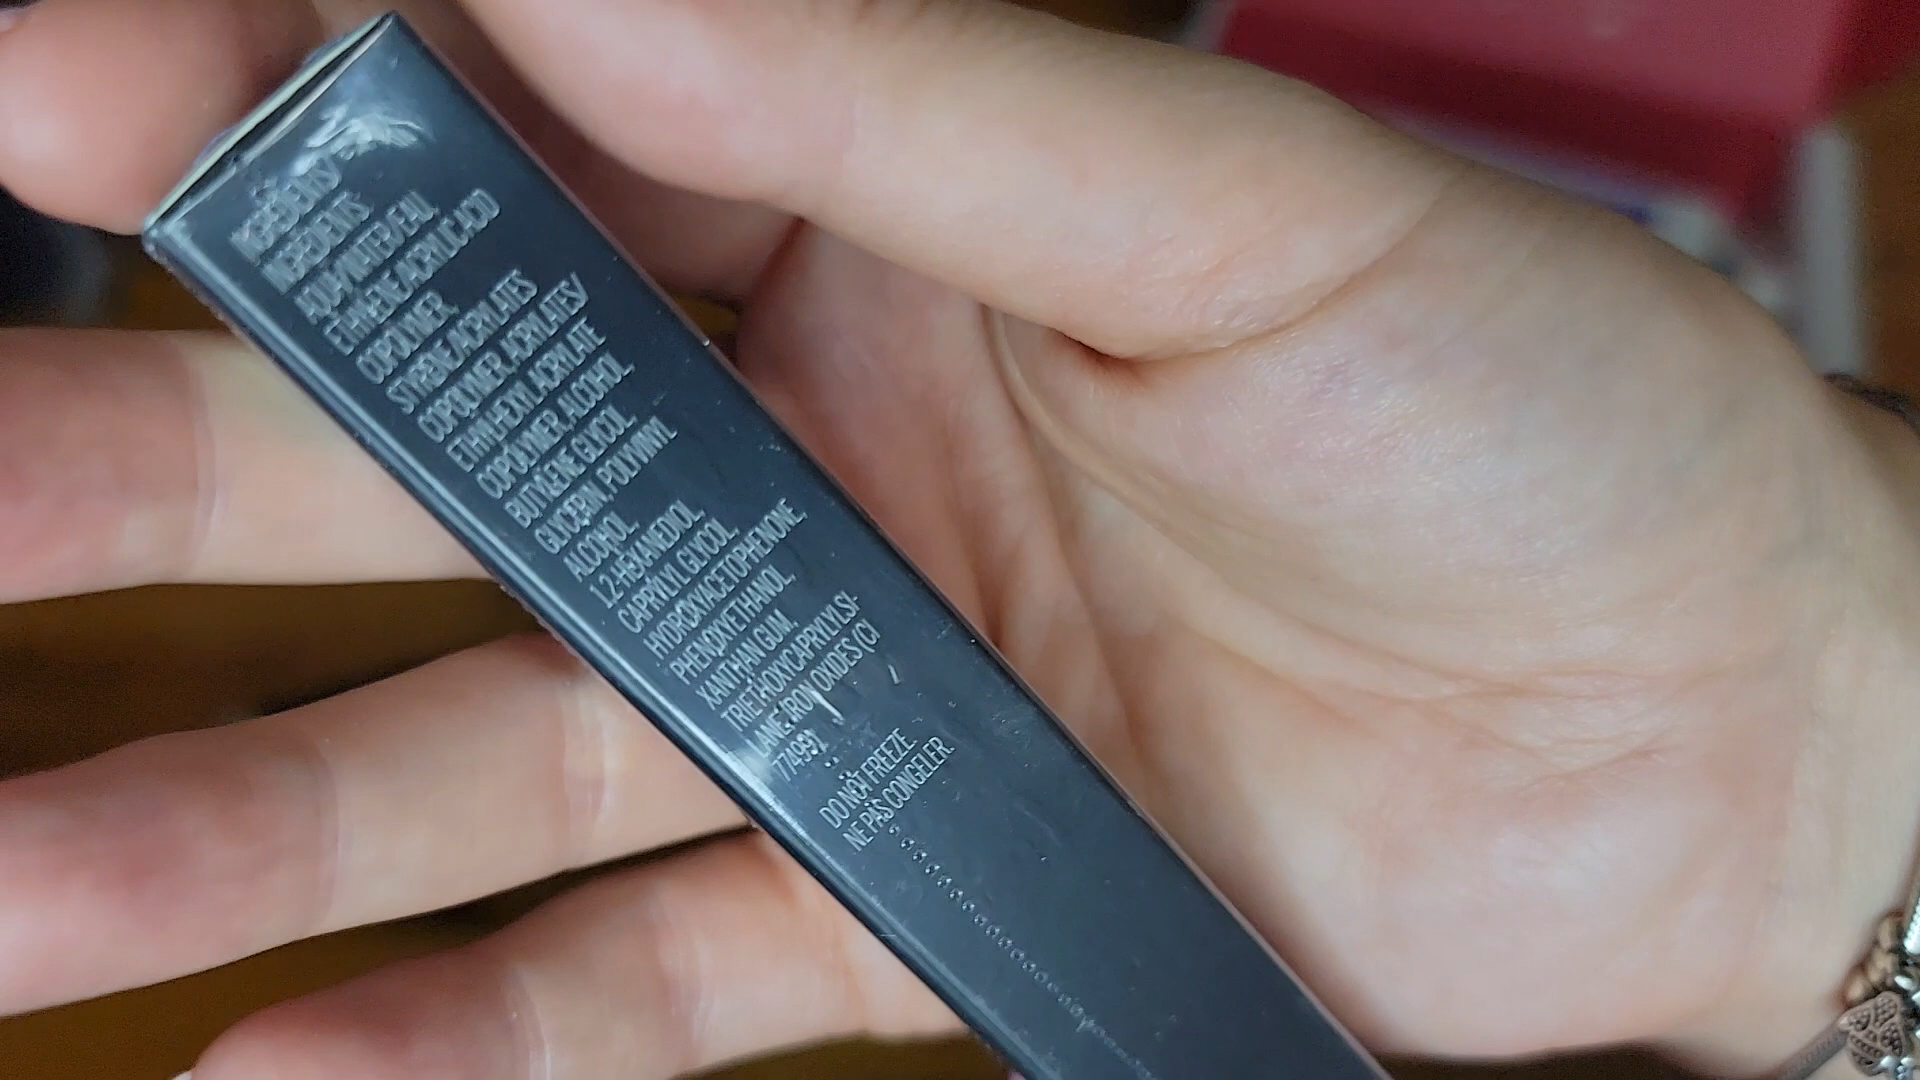 INGREDIENTS/
INGREDIENTS:
AQUA/WATER/EAU,
ETHYLENE/ACRYLIC ACID
COPOLYMER,
STYRENE/ACRYLATES
COPOLYMER, ACRYLATES/
ETHYLHEXYL ACRYLATE
COPOLYMER, ALCOHOL,
BUTYLENE GLYCOL,
GLYCERIN, POLYVINYL
ALCOHOL,
1,2-HEXANEDIOL,
CAPRYLYL GLYCOL,
HYDROXYACETOPHENONE,
PHENOXYETHANOL,
XANTHAN GUM,
TRIETHOXYCAPRYLYLSI-
LANE, IRON OXIDES (CI
77499)
DO NOT FREEZE.
NE PAS CONGELER.